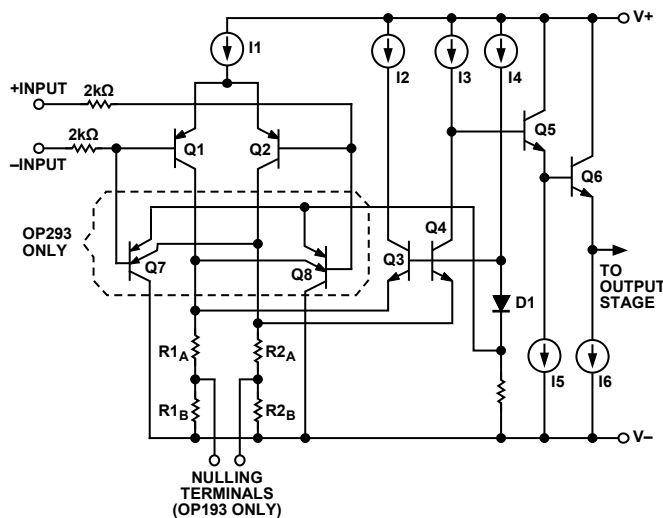 V+
I1
I2
I3
I4
+INPUT
2kΩ
–INPUT
2kΩ
Q1
Q2
Q5
Q6
OP293
ONLY
Q7
Q8
Q3
Q4
TO
OUTPUT
STAGE
D1
R1A
R2A
I5
I6
R1B
R2B
V–
NULLING
TERMINALS
(OP193 ONLY)